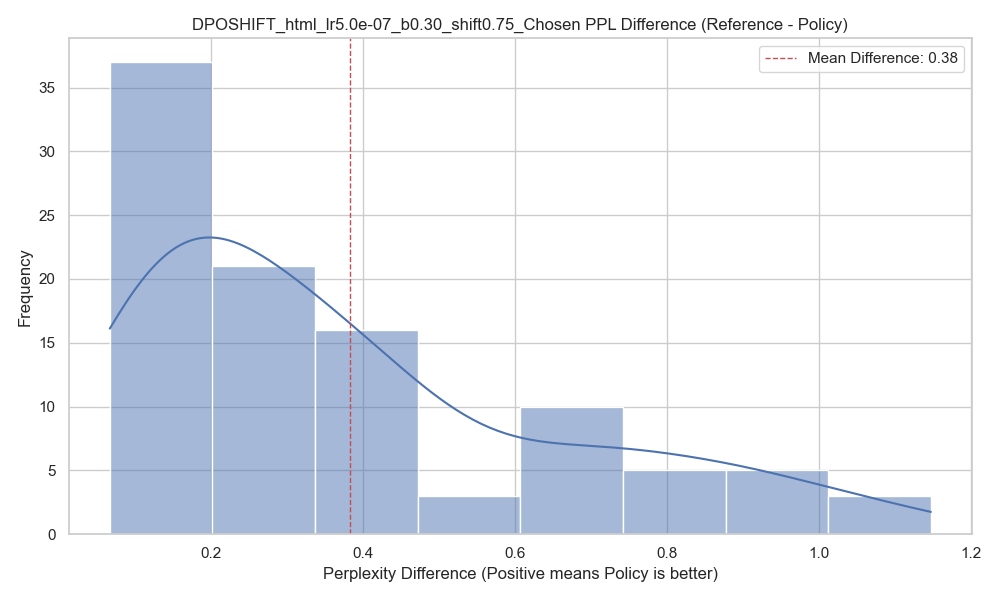 DPOSHIFT_html_lr5.0e-07_b0.30_shift0.75_Chosen PPL Difference (Reference - Policy)
Mean Difference: 0.38
Frequency
35
30
25
20
15
10
5
0
0.2 0.4 0.6 0.8 1.0 1.2
Perplexity Difference (Positive means Policy is better)